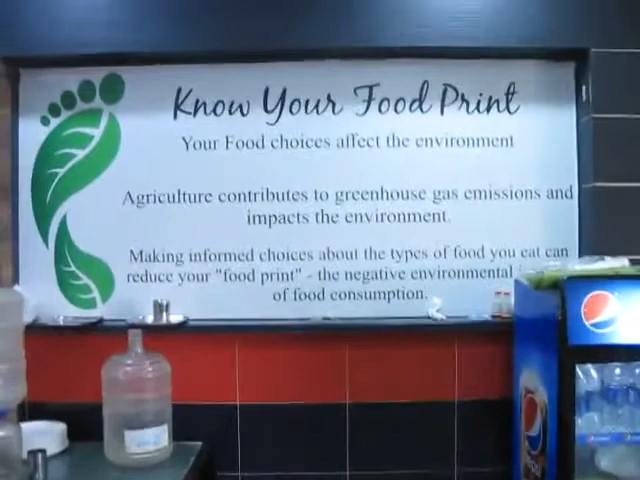 Know Your Food Print
Your Food choices affect the environment
Agriculture contributes to greenhouse gas emissions and
impacts the environment.
Making informed choices about the types of food you eat can
reduce your "food print" - the negative environmental
of food consumption.